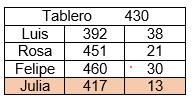 Tablero 430
Luis 392 38
Rosa 451 21
Felipe 460 30
Julia 417 13